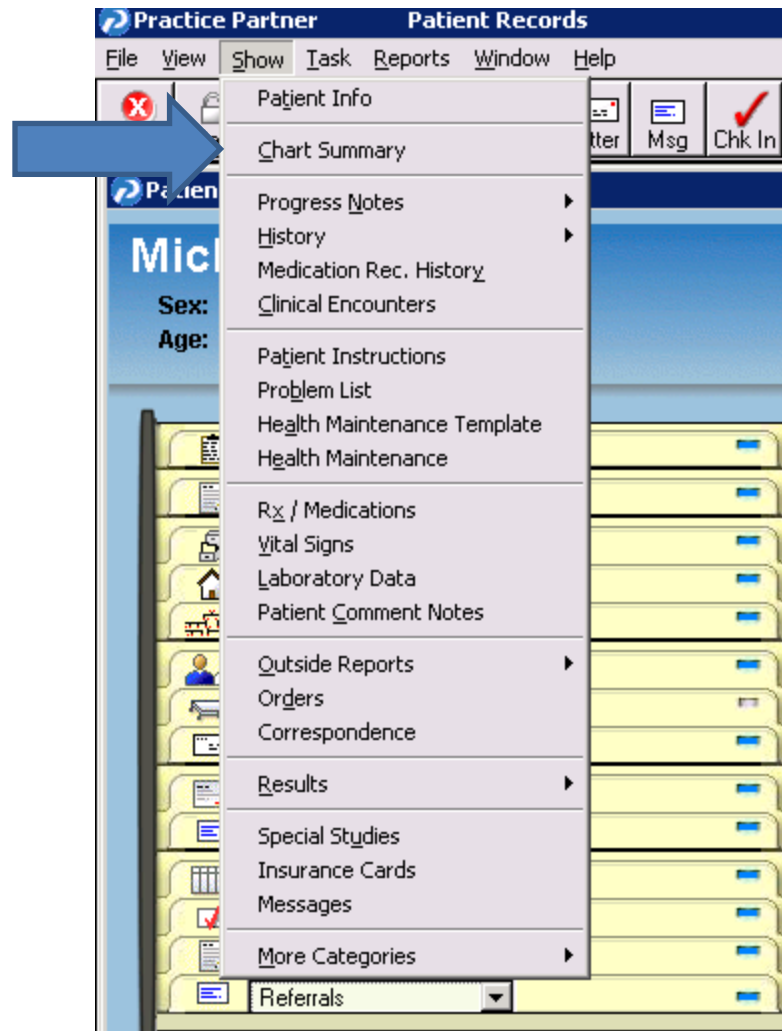 Practice Partner Patient Records
File View Show Task Reports Window Help
Msg Chk In
Patient Info
Chart Summary
Progress Notes
History
Medication Rec. History
Clinical Encounters
Patient Instructions
Problem List
Health Maintenance Template
Health Maintenance
Rx / Medications
Vital Signs
Laboratory Data
Patient Comment Notes
Outside Reports
Orders
Correspondence
Results
Special Studies
Insurance Cards
Messages
More Categories
Referrals
Sex:
Age: